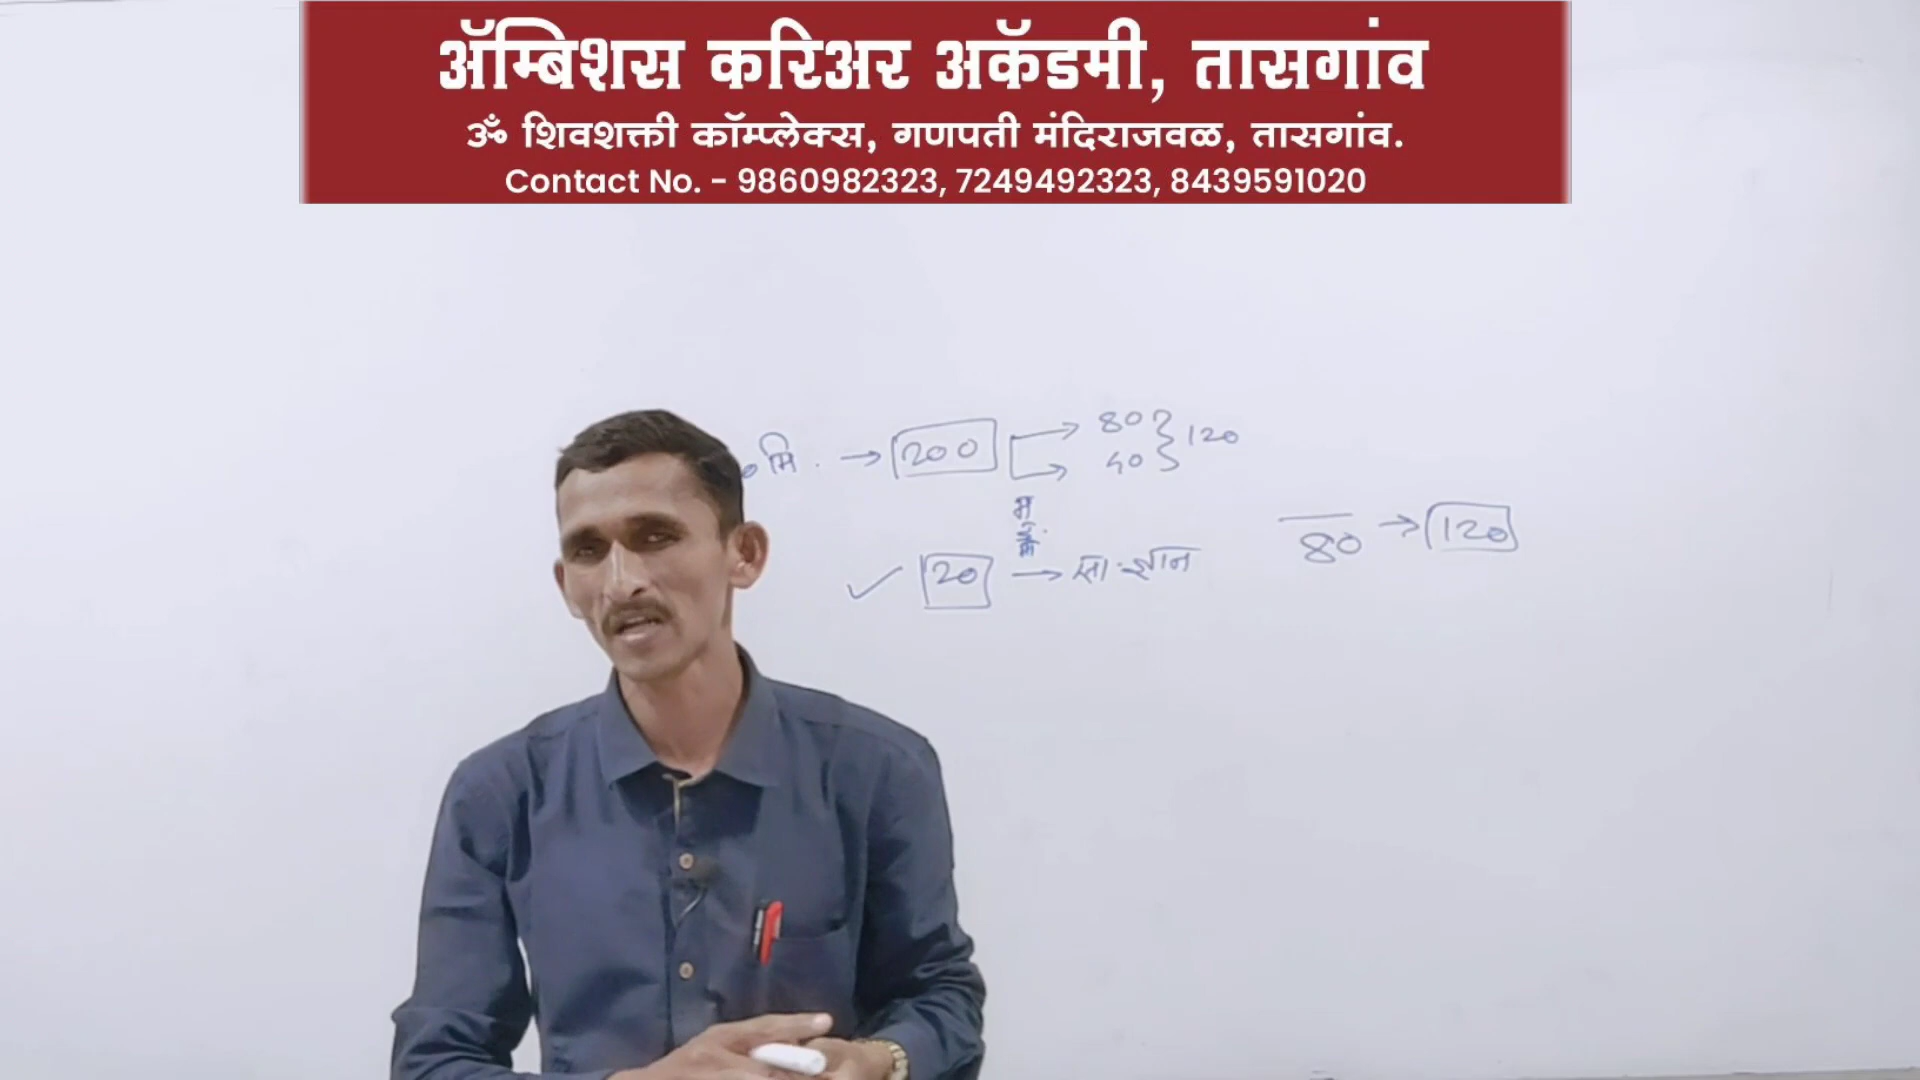 ॲम्बिशस करिअर अकॅडमी, तासगांव
ॐ शिवशक्ती कॉम्प्लेक्स, गणपती मंदिराजवळ, तासगांव.
Contact No. - 9860982323, 7249492323, 8439591020
० मि. → 200 → 80 } 120
→ 40
✓ 20 → सा. ज्ञान
80 → 120